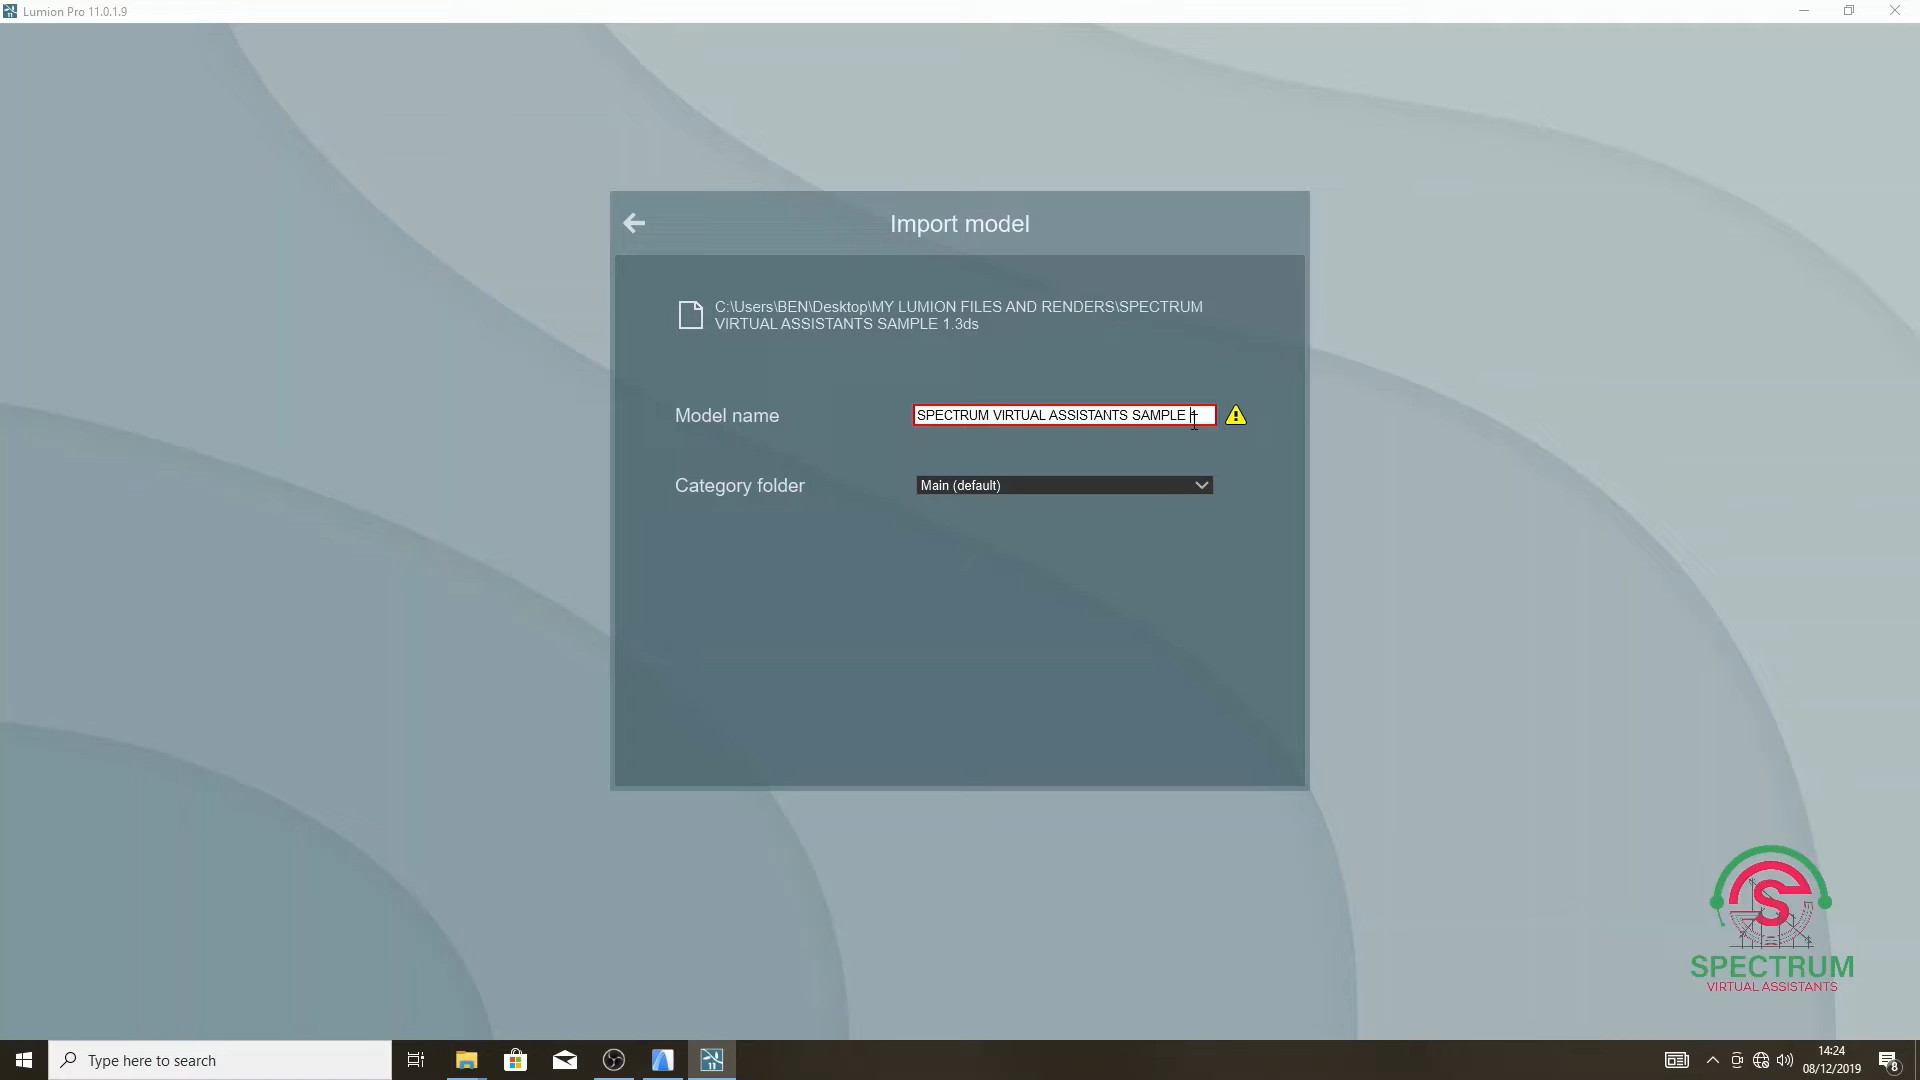 Lumion Pro 11.0.1.9
Import model
C:\Users\BEN\Desktop\MY LUMION FILES AND RENDERS\SPECTRUM
VIRTUAL ASSISTANTS SAMPLE 1.3ds
Model name
SPECTRUM VIRTUAL ASSISTANTS SAMPLE 1
Category folder
Main (default)
SPECTRUM
VIRTUAL ASSISTANTS
Type here to search
14:24
08/12/2019
8